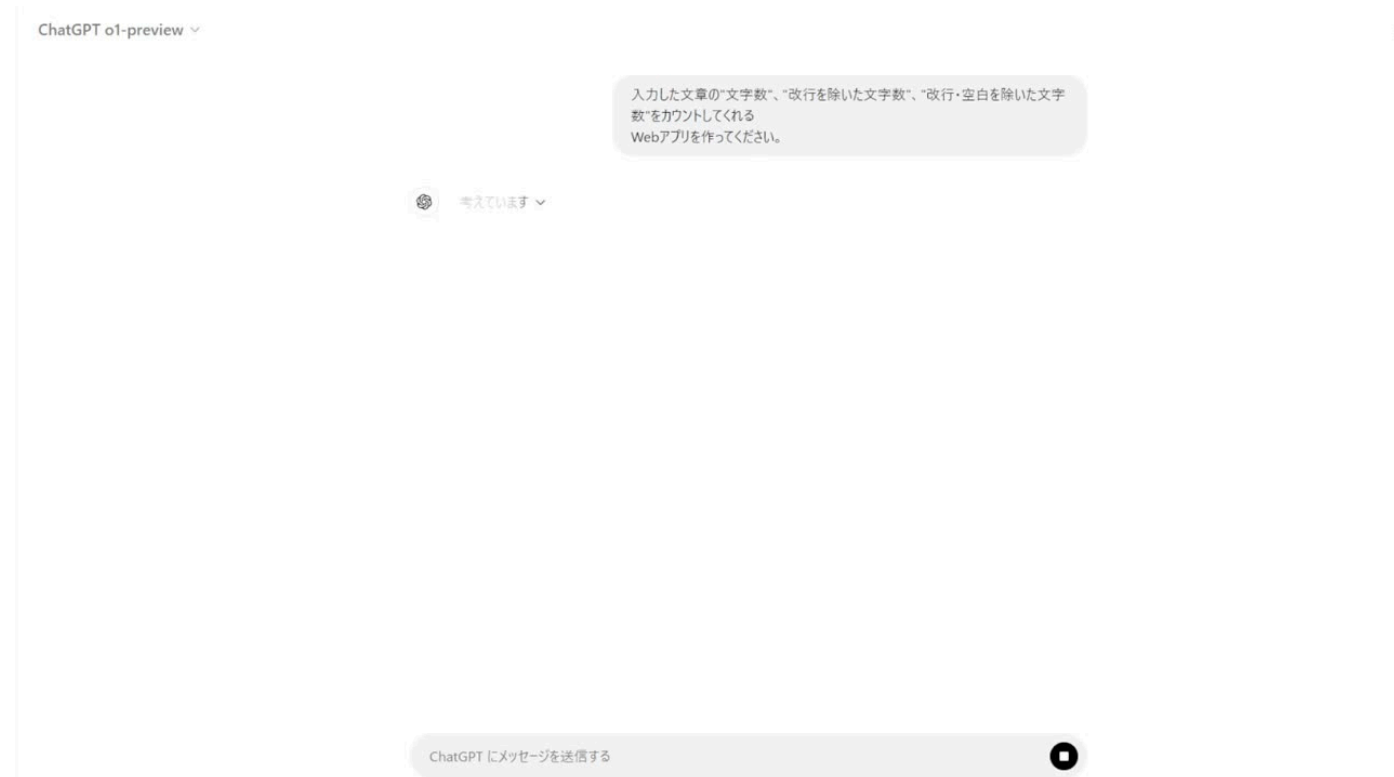 ChatGPT o1-preview
入力した文章の"文字数"、"改行を除いた文字数"、"改行・空白を除いた文字
数"をカウントしてくれる
Webアプリを作ってください。
考えています
ChatGPT にメッセージを送信する